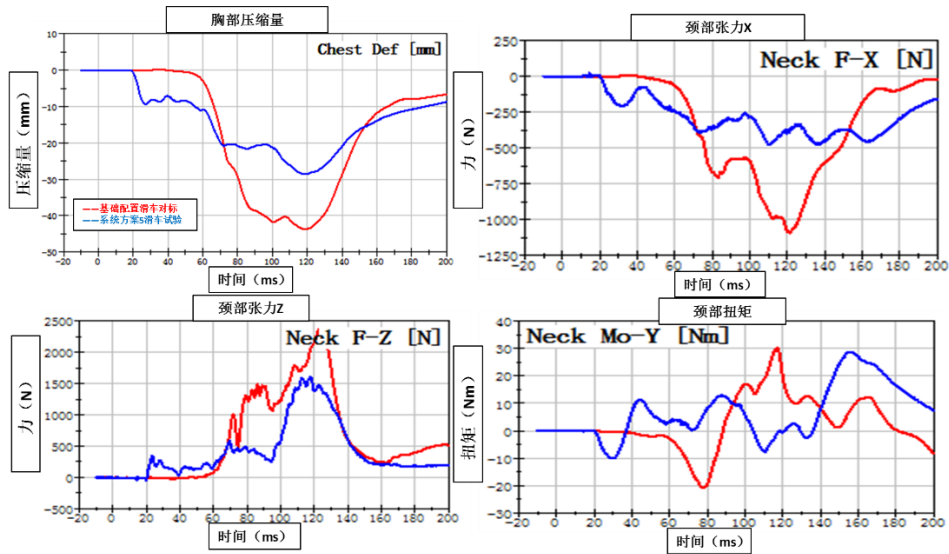 胸部压缩量
Chest Def [mm]
压缩量（mm）
10
0
-10
-20
-30
-40
-50
基础配置滑车对标
系统方案5滑车试验
-20 0 20 40 60 80 100 120 140 160 180 200
时间（ms）
颈部张力X
Neck F-X [N]
力（N）
250
0
-250
-500
-750
-1000
-1250
-20 0 20 40 60 80 100 120 140 160 180 200
时间（ms）
颈部张力Z
Neck F-Z [N]
力（N）
2500
2000
1500
1000
500
0
-500
-20 0 20 40 60 80 100 120 140 160 180 200
时间（ms）
颈部扭矩
Neck Mo-Y [Nm]
扭矩（Nm）
40
30
20
10
0
-10
-20
-30
-20 0 20 40 60 80 100 120 140 160 180 200
时间（ms）